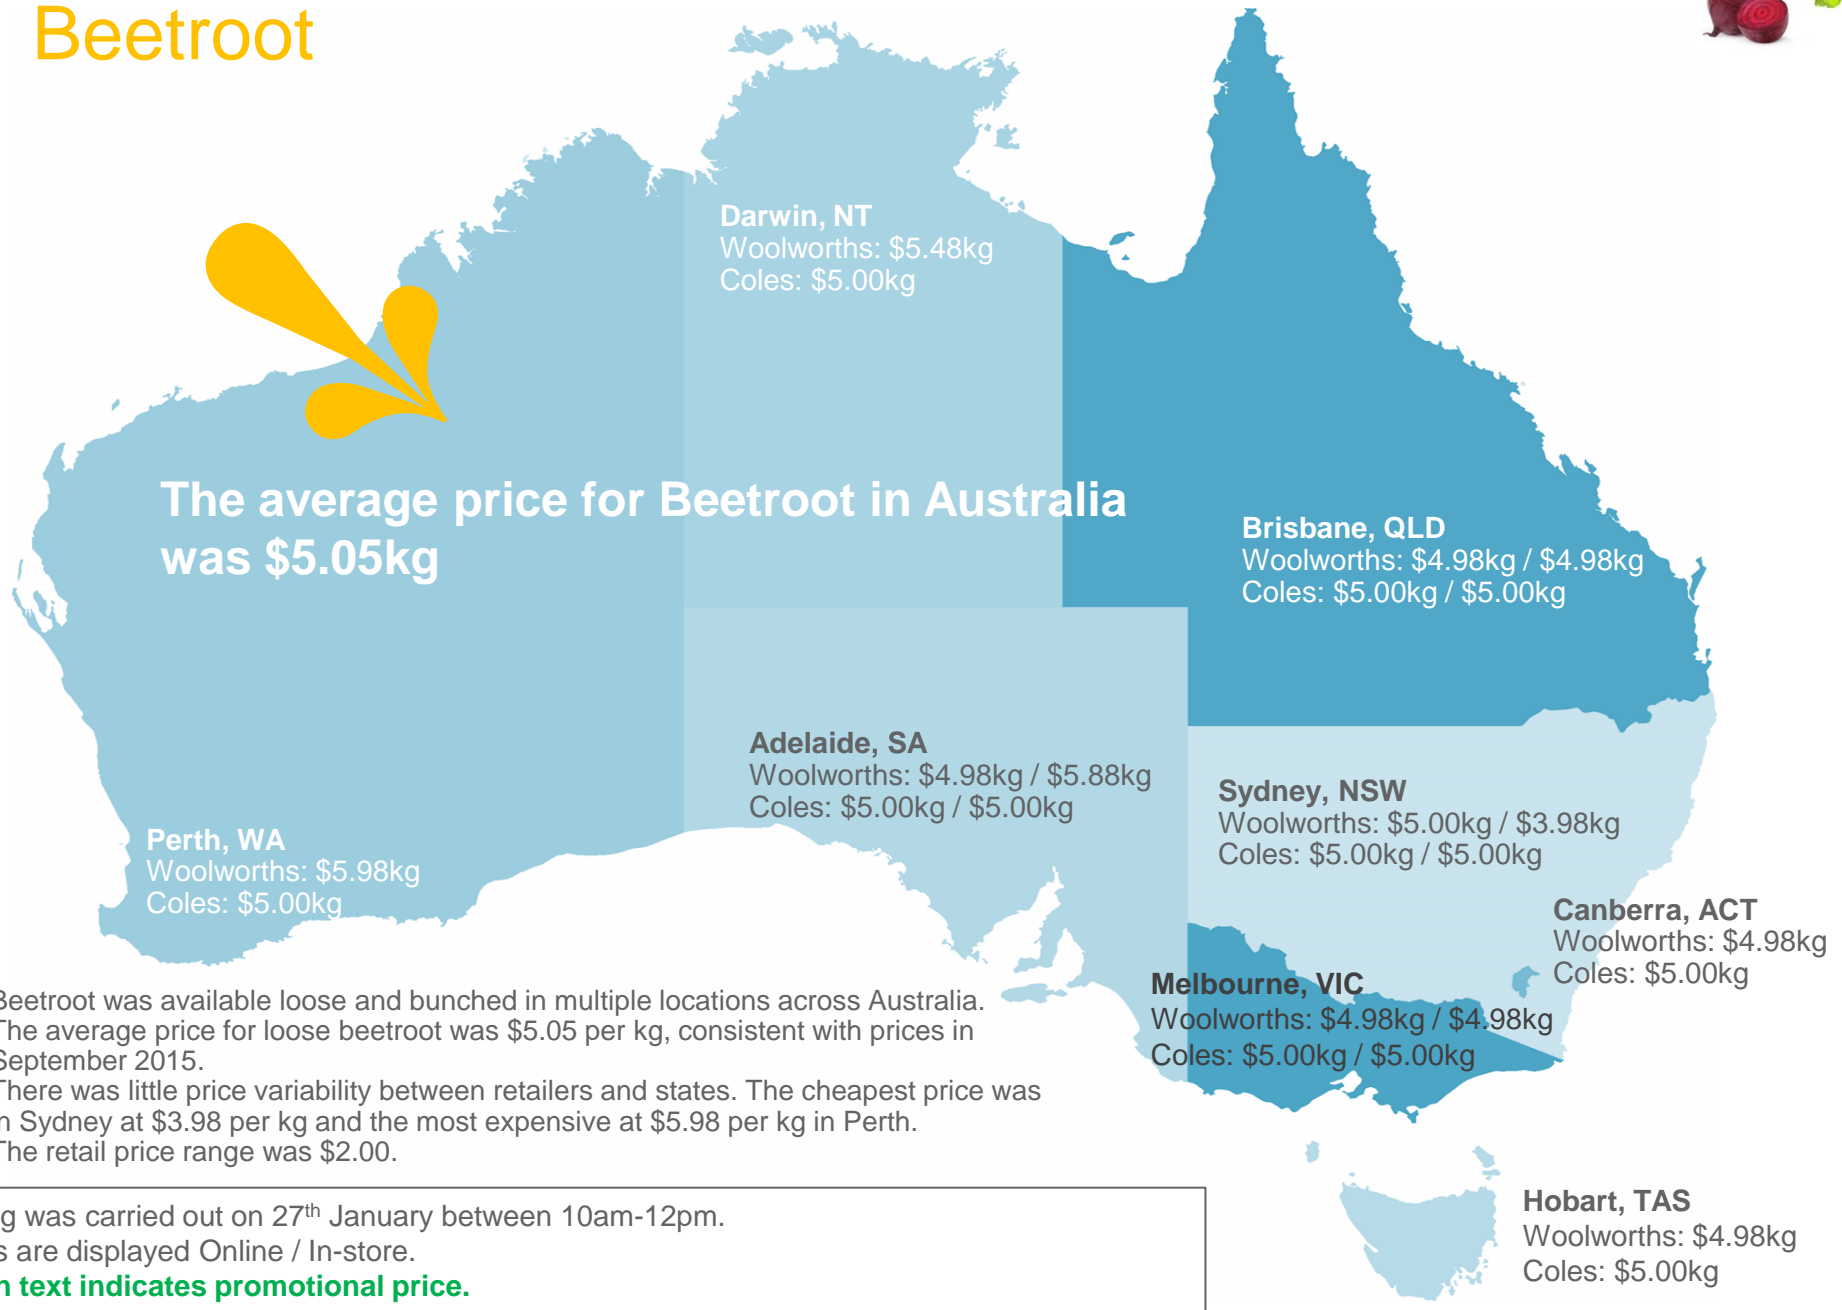 Beetroot
Darwin, NT
Woolworths: $5.48kg
Coles: $5.00kg
The average price for Beetroot in Australia
was $5.05kg
Brisbane, QLD
Woolworths: $4.98kg / $4.98kg
Coles: $5.00kg / $5.00kg
Adelaide, SA
Woolworths: $4.98kg / $5.88kg
Coles: $5.00kg / $5.00kg
Sydney, NSW
Woolworths: $5.00kg / $3.98kg
Coles: $5.00kg / $5.00kg
Perth, WA
Woolworths: $5.98kg
Coles: $5.00kg
Canberra, ACT
Woolworths: $4.98kg
Coles: $5.00kg
Melbourne, VIC
Woolworths: $4.98kg / $4.98kg
Coles: $5.00kg / $5.00kg
Beetroot was available loose and bunched in multiple locations across Australia.
The average price for loose beetroot was $5.05 per kg, consistent with prices in
September 2015.
There was little price variability between retailers and states. The cheapest price was
in Sydney at $3.98 per kg and the most expensive at $5.98 per kg in Perth.
The retail price range was $2.00.
g was carried out on 27th January between 10am-12pm.
s are displayed Online / In-store.
n text indicates promotional price.
Hobart, TAS
Woolworths: $4.98kg
Coles: $5.00kg